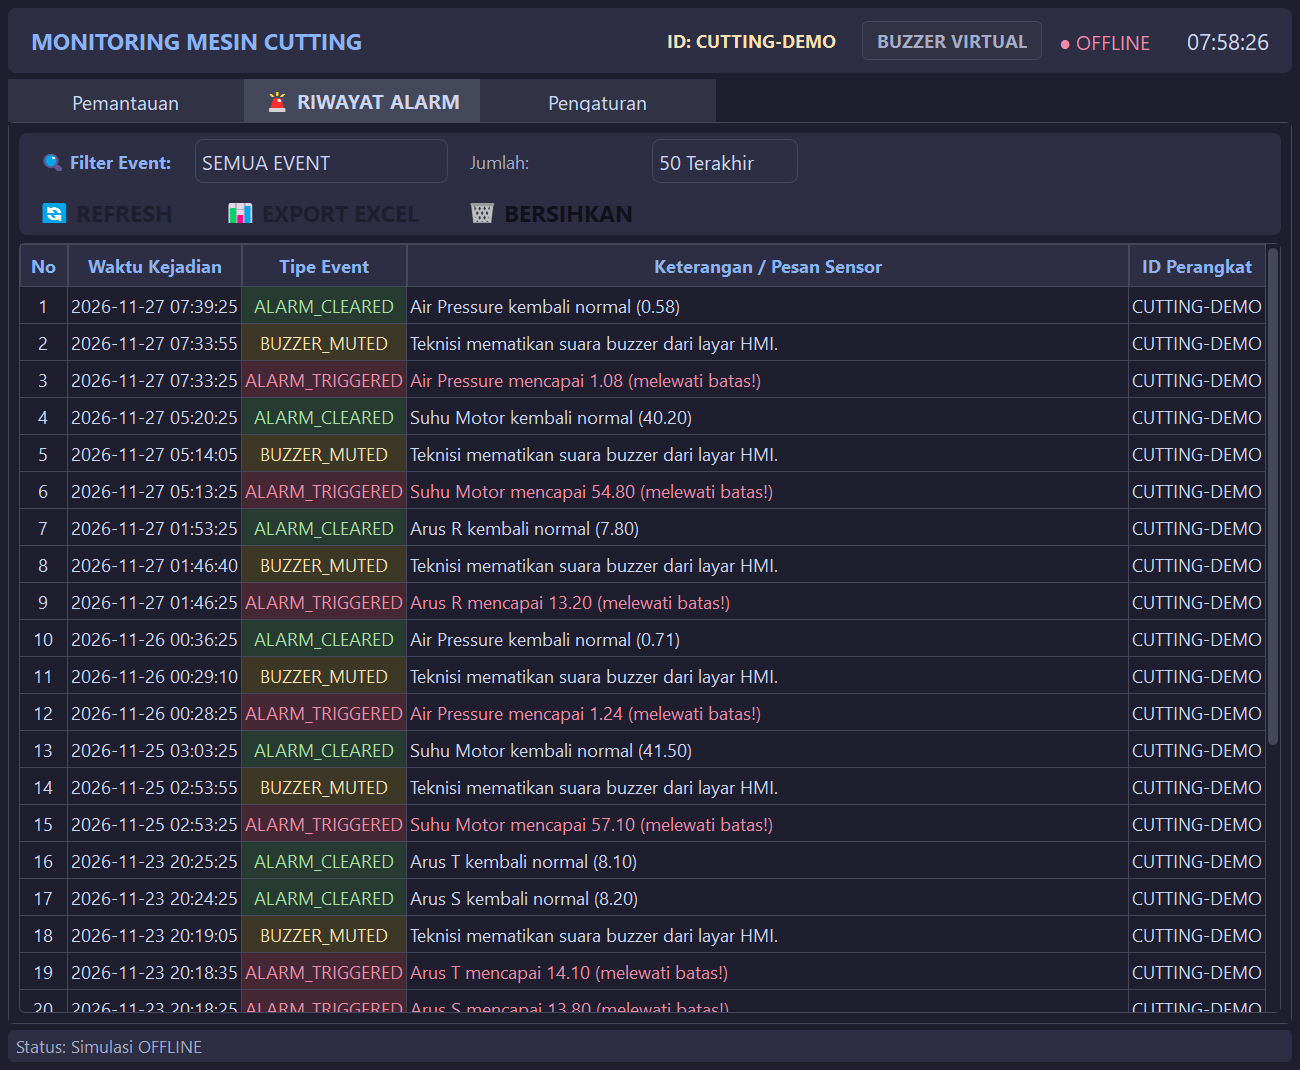 MONITORING MESIN CUTTING
ID: CUTTING-DEMO
BUZZER VIRTUAL
● OFFLINE
07:58:26
Pemantauan
RIWAYAT ALARM
Pengaturan
Filter Event:
SEMUA EVENT
Jumlah:
50 Terakhir
REFRESH
EXPORT EXCEL
BERSIHKAN
No Waktu Kejadian Tipe Event Keterangan / Pesan Sensor ID Perangkat
1 2026-11-27 07:39:25 ALARM_CLEARED Air Pressure kembali normal (0.58) CUTTING-DEMO
2 2026-11-27 07:33:55 BUZZER_MUTED Teknisi mematikan suara buzzer dari layar HMI. CUTTING-DEMO
3 2026-11-27 07:33:25 ALARM_TRIGGERED Air Pressure mencapai 1.08 (melewati batas!) CUTTING-DEMO
4 2026-11-27 05:20:25 ALARM_CLEARED Suhu Motor kembali normal (40.20) CUTTING-DEMO
5 2026-11-27 05:14:05 BUZZER_MUTED Teknisi mematikan suara buzzer dari layar HMI. CUTTING-DEMO
6 2026-11-27 05:13:25 ALARM_TRIGGERED Suhu Motor mencapai 54.80 (melewati batas!) CUTTING-DEMO
7 2026-11-27 01:53:25 ALARM_CLEARED Arus R kembali normal (7.80) CUTTING-DEMO
8 2026-11-27 01:46:40 BUZZER_MUTED Teknisi mematikan suara buzzer dari layar HMI. CUTTING-DEMO
9 2026-11-27 01:46:25 ALARM_TRIGGERED Arus R mencapai 13.20 (melewati batas!) CUTTING-DEMO
10 2026-11-26 00:36:25 ALARM_CLEARED Air Pressure kembali normal (0.71) CUTTING-DEMO
11 2026-11-26 00:29:10 BUZZER_MUTED Teknisi mematikan suara buzzer dari layar HMI. CUTTING-DEMO
12 2026-11-26 00:28:25 ALARM_TRIGGERED Air Pressure mencapai 1.24 (melewati batas!) CUTTING-DEMO
13 2026-11-25 03:03:25 ALARM_CLEARED Suhu Motor kembali normal (41.50) CUTTING-DEMO
14 2026-11-25 02:53:55 BUZZER_MUTED Teknisi mematikan suara buzzer dari layar HMI. CUTTING-DEMO
15 2026-11-25 02:53:25 ALARM_TRIGGERED Suhu Motor mencapai 57.10 (melewati batas!) CUTTING-DEMO
16 2026-11-23 20:25:25 ALARM_CLEARED Arus T kembali normal (8.10) CUTTING-DEMO
17 2026-11-23 20:24:25 ALARM_CLEARED Arus S kembali normal (8.20) CUTTING-DEMO
18 2026-11-23 20:19:05 BUZZER_MUTED Teknisi mematikan suara buzzer dari layar HMI. CUTTING-DEMO
19 2026-11-23 20:18:35 ALARM_TRIGGERED Arus T mencapai 14.10 (melewati batas!) CUTTING-DEMO
20 2026-11-23 20:18:25 ALARM_TRIGGERED Arus S mencapai 13.80 (melewati batas!) CUTTING-DEMO
Status: Simulasi OFFLINE